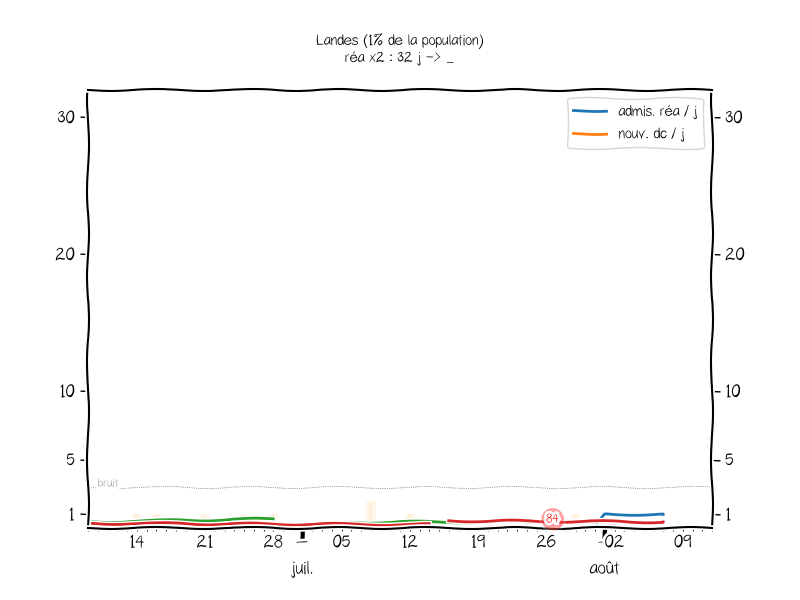 Landes (1% de la population)
réa x2 : 32 j -> _
admis. réa / j
nouv. dc / j
30
30
20
20
10
10
5
5
bruit
1
84
1
14
21
28
05
12
19
26
02
09
juil.
août